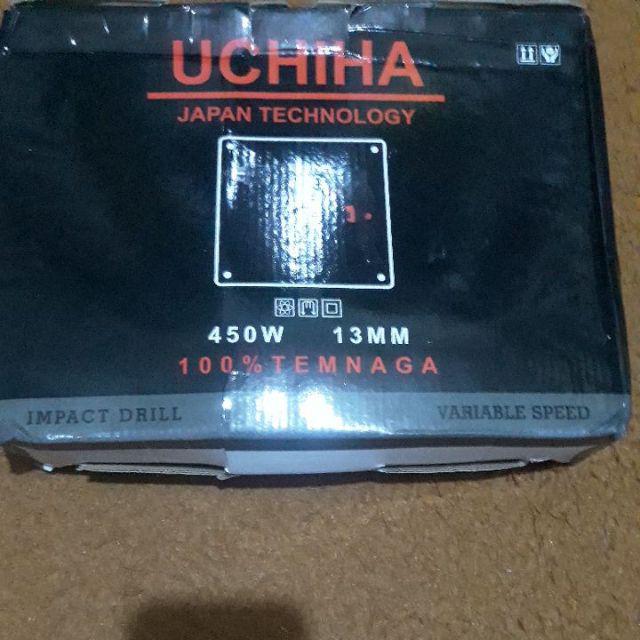 UCHIHA
JAPAN TECHNOLOGY
450W 13MM
100% TEMNAGA
IMPACT DRILL
VARIABLE SPEED